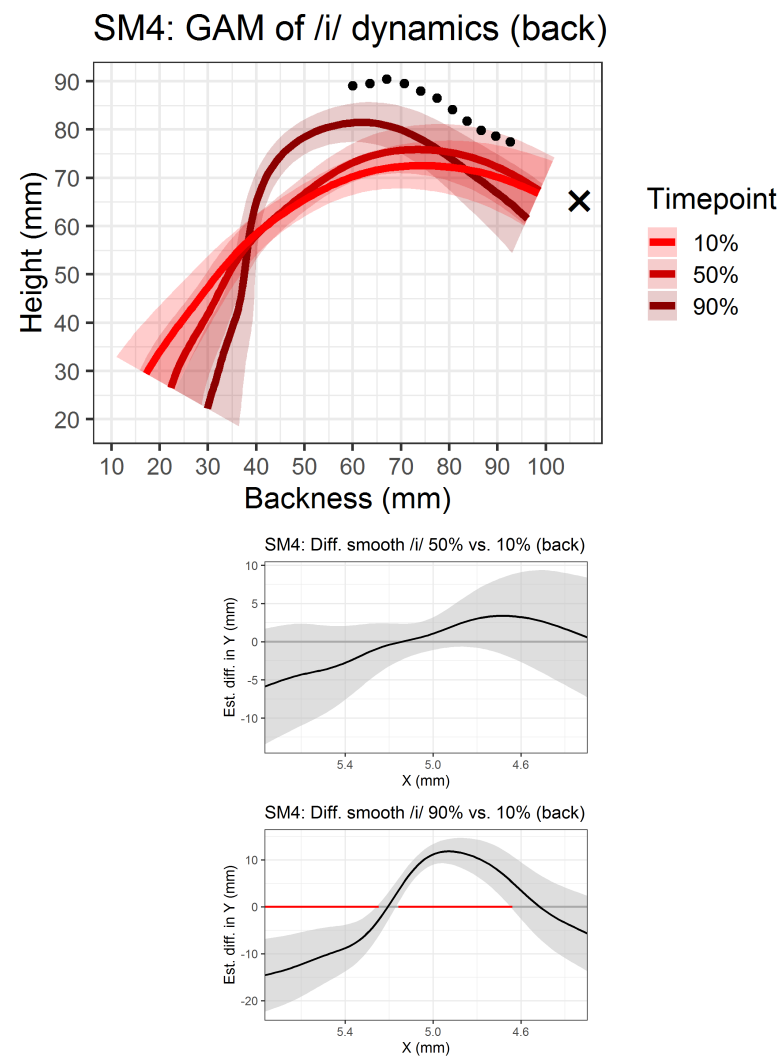 SM4: GAM of /i/ dynamics (back)
90
80
70
60
50
40
30
20
Height (mm)
10 20 30 40 50 60 70 80 90 100
Backness (mm)
Timepoint
10%
50%
90%
SM4: Diff. smooth /i/ 50% vs. 10% (back)
10
5
0
-5
-10
Est. diff. in Y (mm)
5.4 5.0 4.6
X (mm)
SM4: Diff. smooth /i/ 90% vs. 10% (back)
10
0
-10
-20
Est. diff. in Y (mm)
5.4 5.0 4.6
X (mm)